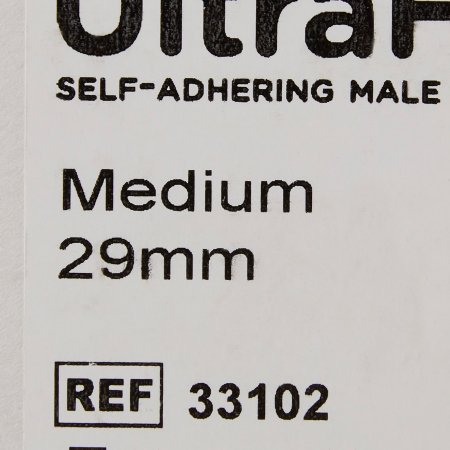 SELF-ADHERING MALE
Medium
29mm
REF 33102